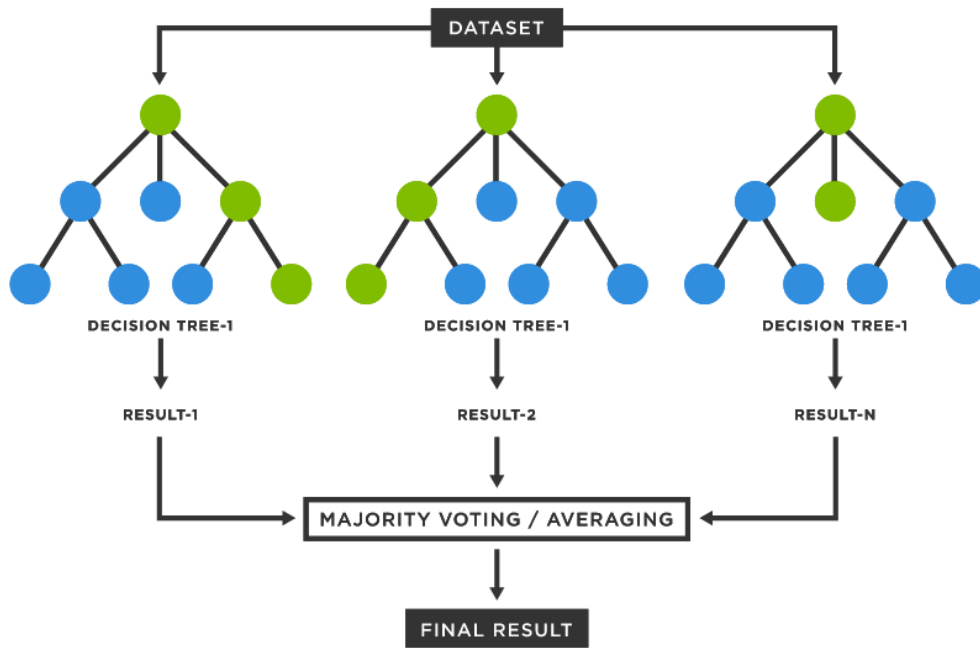 DATASET
DECISION TREE-1
DECISION TREE-1
DECISION TREE-1
RESULT-1
RESULT-2
RESULT-N
MAJORITY VOTING / AVERAGING
FINAL RESULT